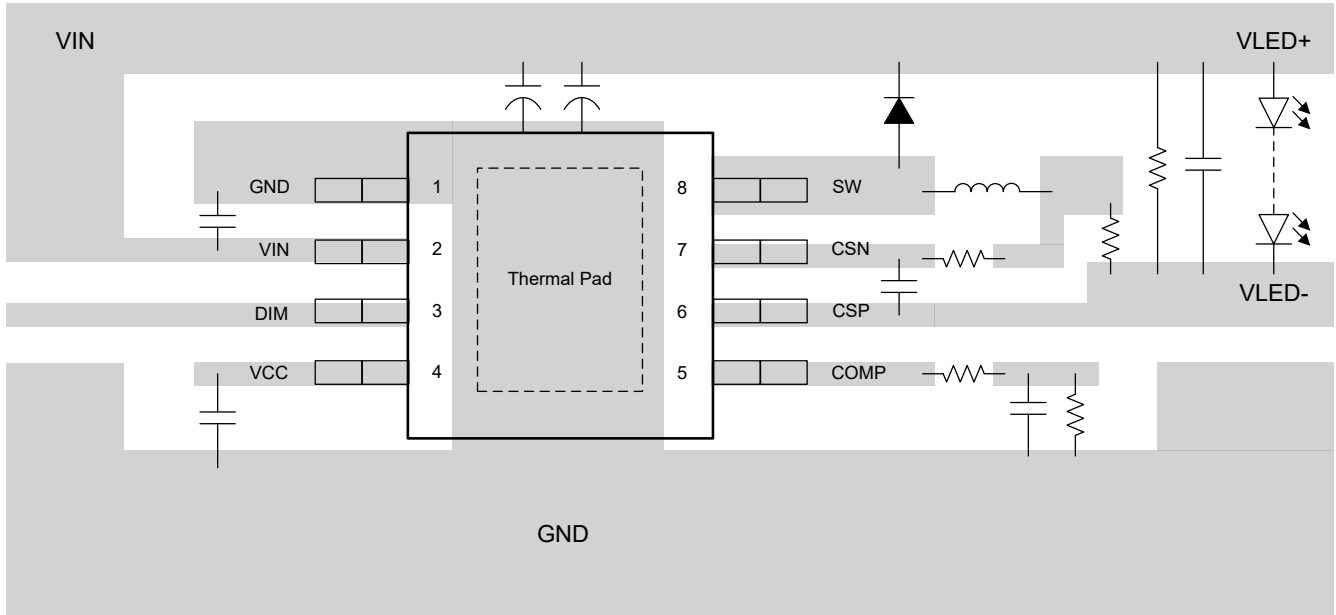 VIN
VLED+
GND
1
8
SW
VIN
2
7
CSN
Thermal Pad
VLED-
DIM
3
6
CSP
VCC
4
5
COMP
GND